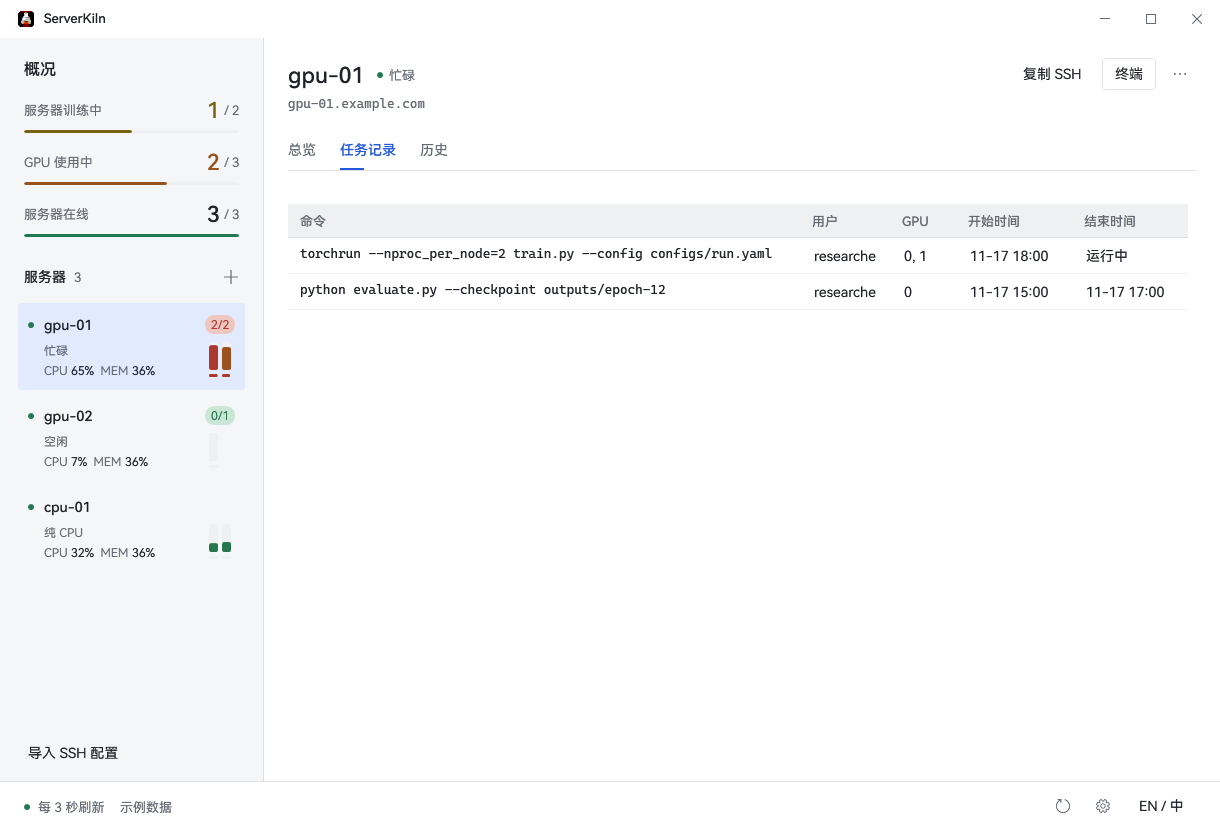 ServerKiln
概况
服务器训练中 1 / 2
GPU 使用中 2 / 3
服务器在线 3 / 3
服务器 3
gpu-01 2/2
忙碌
CPU 65% MEM 36%
gpu-02 0/1
空闲
CPU 7% MEM 36%
cpu-01
纯 CPU
CPU 32% MEM 36%
导入 SSH 配置
gpu-01 忙碌
gpu-01.example.com
复制 SSH 终端 ···
总览 任务记录 历史
命令 用户 GPU 开始时间 结束时间
torchrun --nproc_per_node=2 train.py --config configs/run.yaml researche 0, 1 11-17 18:00 运行中
python evaluate.py --checkpoint outputs/epoch-12 researche 0 11-17 15:00 11-17 17:00
每 3 秒刷新 示例数据
EN / 中